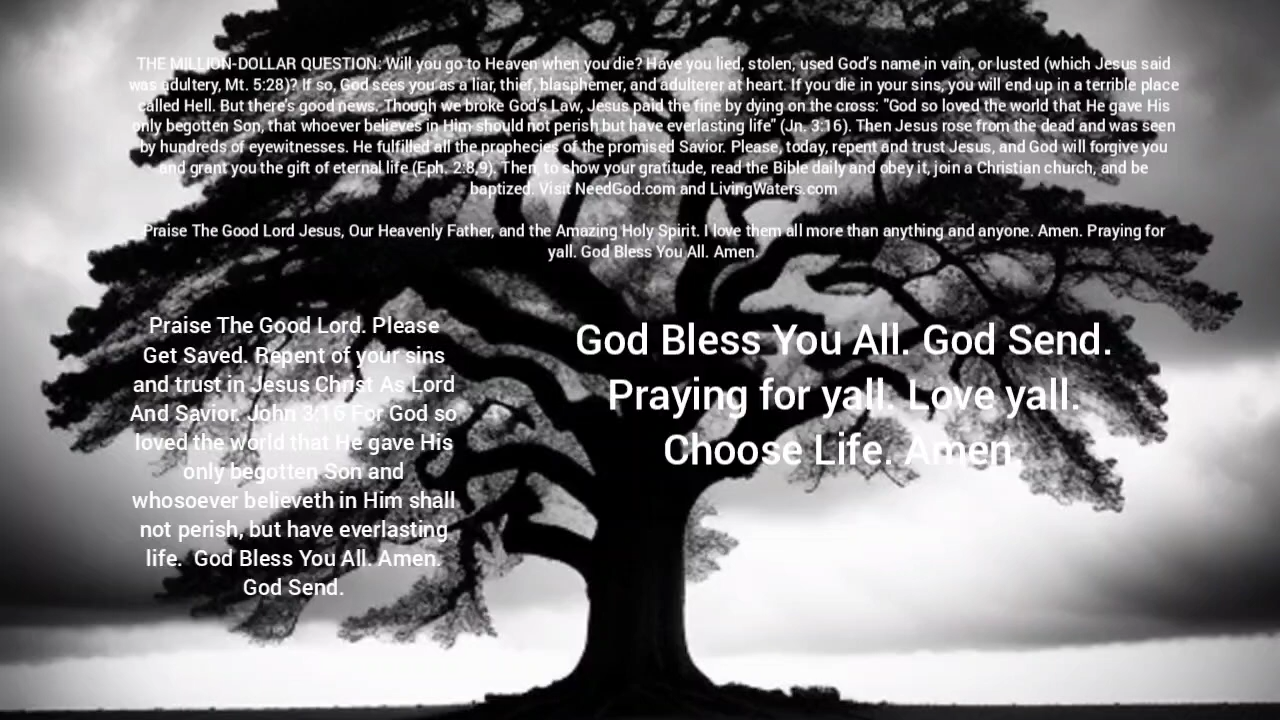 THE MILLION-DOLLAR QUESTION: Will you go to Heaven when you die? Have you lied, stolen, used God's name in vain, or lusted (which Jesus said
was adultery, Mt. 5:28)? If so, God sees you as a liar, thief, blasphemer, and adulterer at heart. If you die in your sins, you will end up in a terrible place
called Hell. But there's good news. Though we broke God's Law, Jesus paid the fine by dying on the cross: "God so loved the world that He gave His
only begotten Son, that whoever believes in Him should not perish but have everlasting life" (Jn. 3:16). Then Jesus rose from the dead and was seen
by hundreds of eyewitnesses. He fulfilled all the prophecies of the promised Savior. Please, today, repent and trust Jesus, and God will forgive you
and grant you the gift of eternal life (Eph. 2:8,9). Then, to show your gratitude, read the Bible daily and obey it, join a Christian church, and be
baptized. Visit NeedGod.com and LivingWaters.com
Praise The Good Lord Jesus, Our Heavenly Father, and the Amazing Holy Spirit. I love them all more than anything and anyone. Amen. Praying for
yall. God Bless You All. Amen.
Praise The Good Lord. Please
Get Saved. Repent of your sins
and trust in Jesus Christ As Lord
And Savior. John 3:16 For God so
loved the world that He gave His
only begotten Son and
whosoever believeth in Him shall
not perish, but have everlasting
life.  God Bless You All. Amen.
God Send.
God Bless You All. God Send.
Praying for yall. Love yall.
Choose Life. Amen.